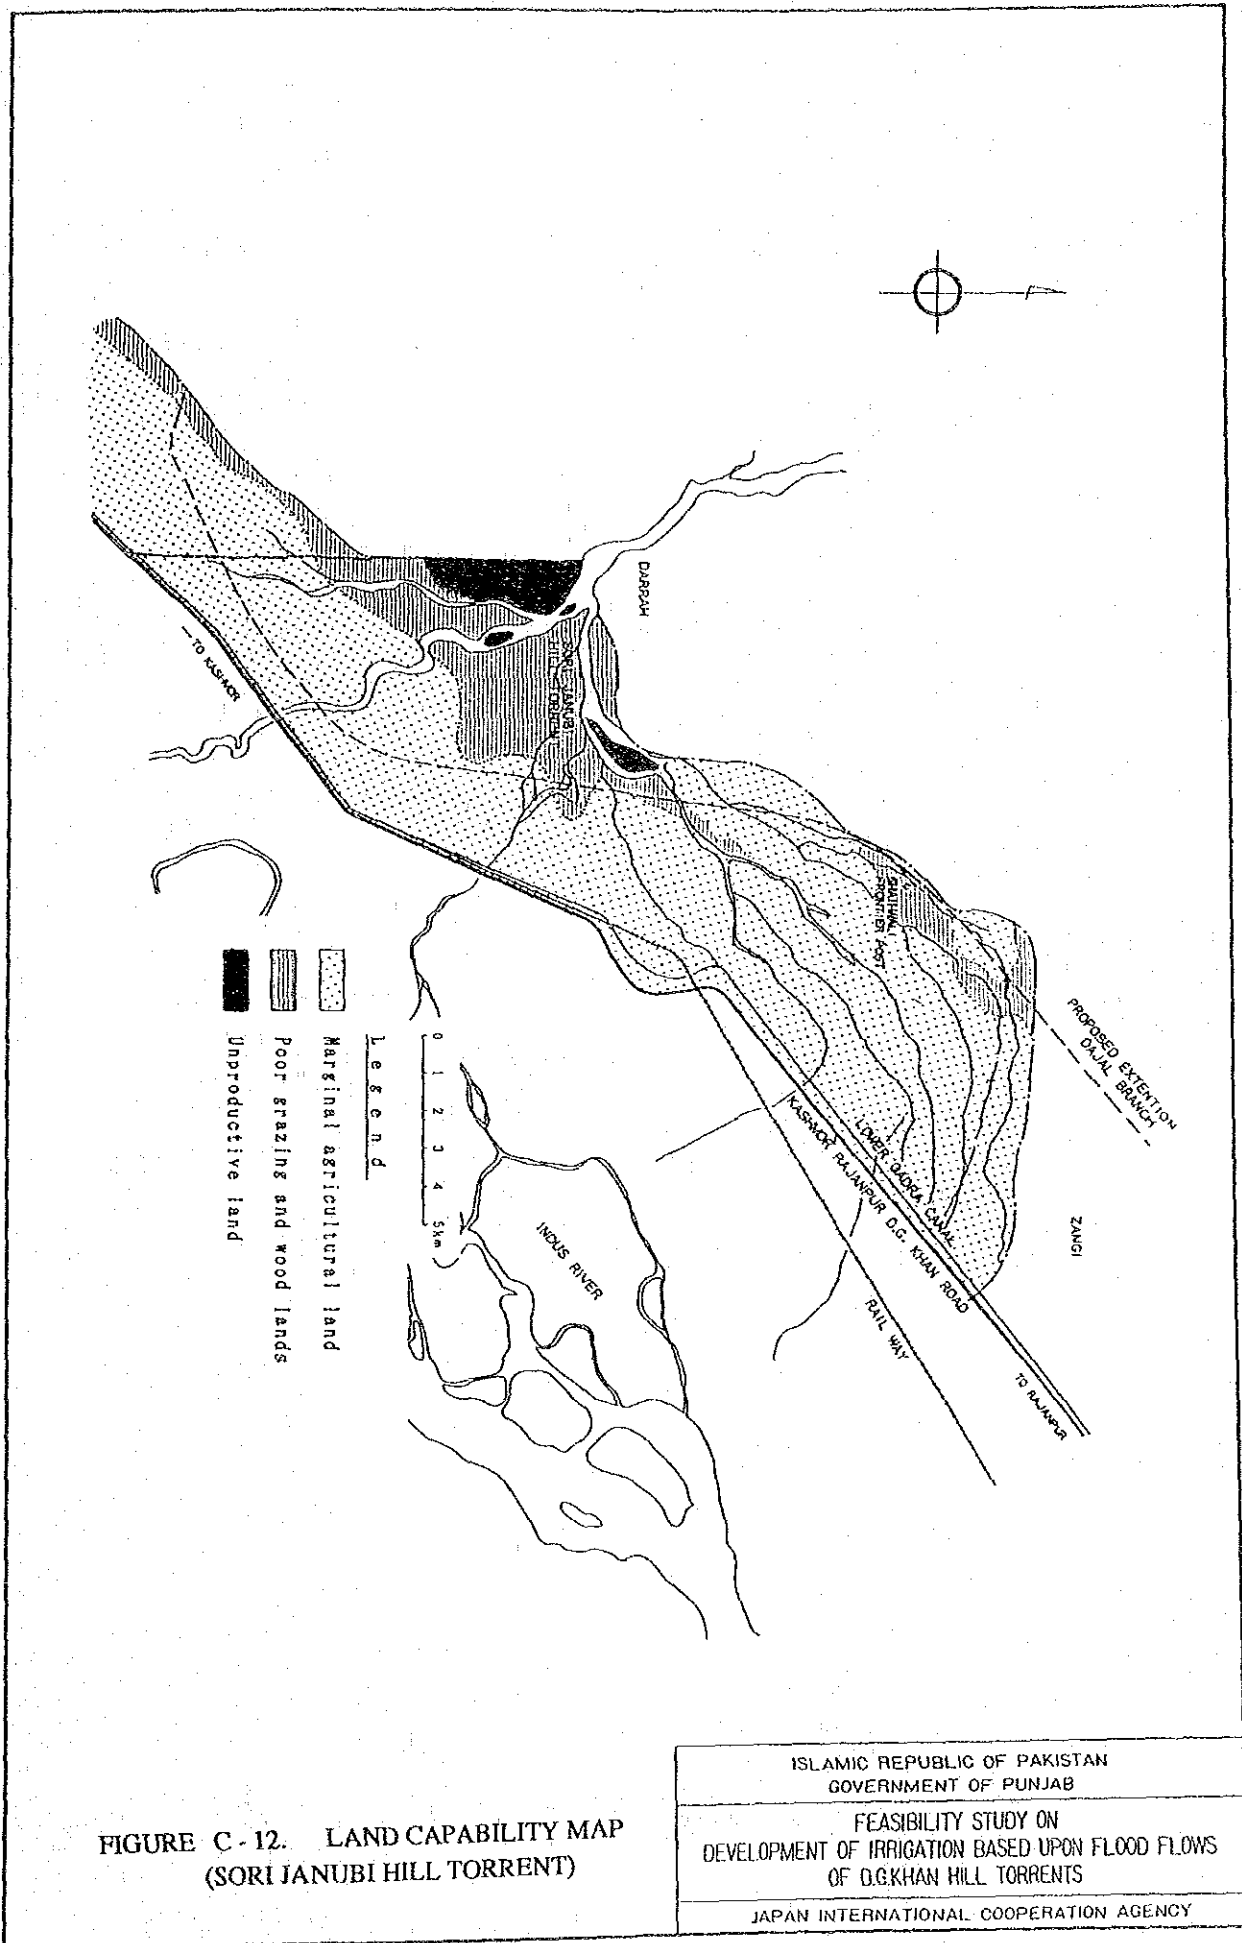 DARRAH
SORI JANUBI
HILL TORRENT
TO KASHMOR
FRONTIER POST
PROPOSED EXTENTION
DAJAL BRANCH
ZANGI
LOWER QADRA CANAL
KASHMOR RAJANPUR D.G. KHAN ROAD
RAIL WAY
TO RAJANPUR
INDUS RIVER
0 1 2 3 4 5km
Legend
Marginal agricultural land
Poor grazing and wood lands
Unproductive land
FIGURE C-12. LAND CAPABILITY MAP
(SORI JANUBI HILL TORRENT)
ISLAMIC REPUBLIC OF PAKISTAN
GOVERNMENT OF PUNJAB
FEASIBILITY STUDY ON
DEVELOPMENT OF IRRIGATION BASED UPON FLOOD FLOWS
OF D.G.KHAN HILL TORRENTS
JAPAN INTERNATIONAL COOPERATION AGENCY